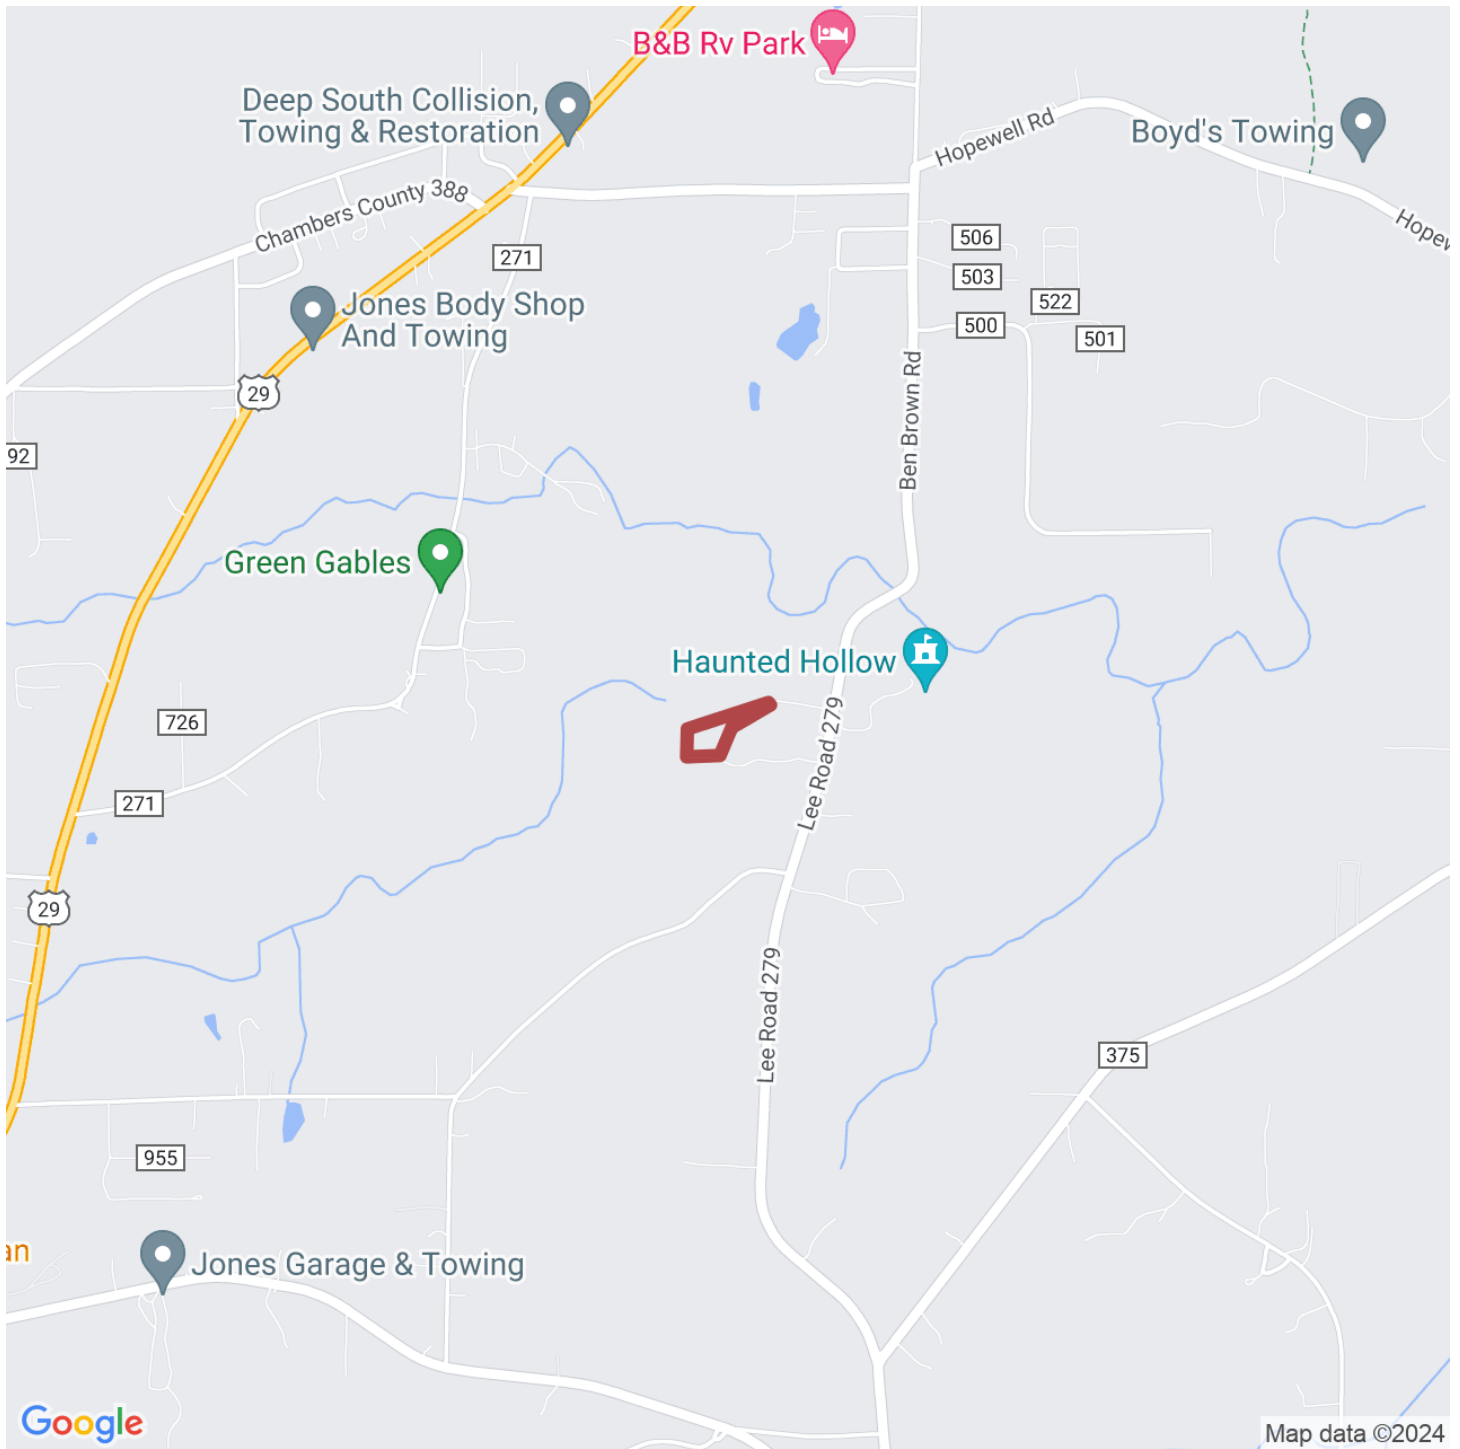 B&B Rv Park
Deep South Collision,
Towing & Restoration
Hopewell Rd
Boyd's Towing
Chambers County 388
Hopew
506
271
503
522
Jones Body Shop
And Towing
500
501
29
Ben Brown Rd
92
Green Gables
Haunted Hollow
726
Lee Road 279
271
29
Lee Road 279
375
955
an
Jones Garage & Towing
Google
Map data ©2024